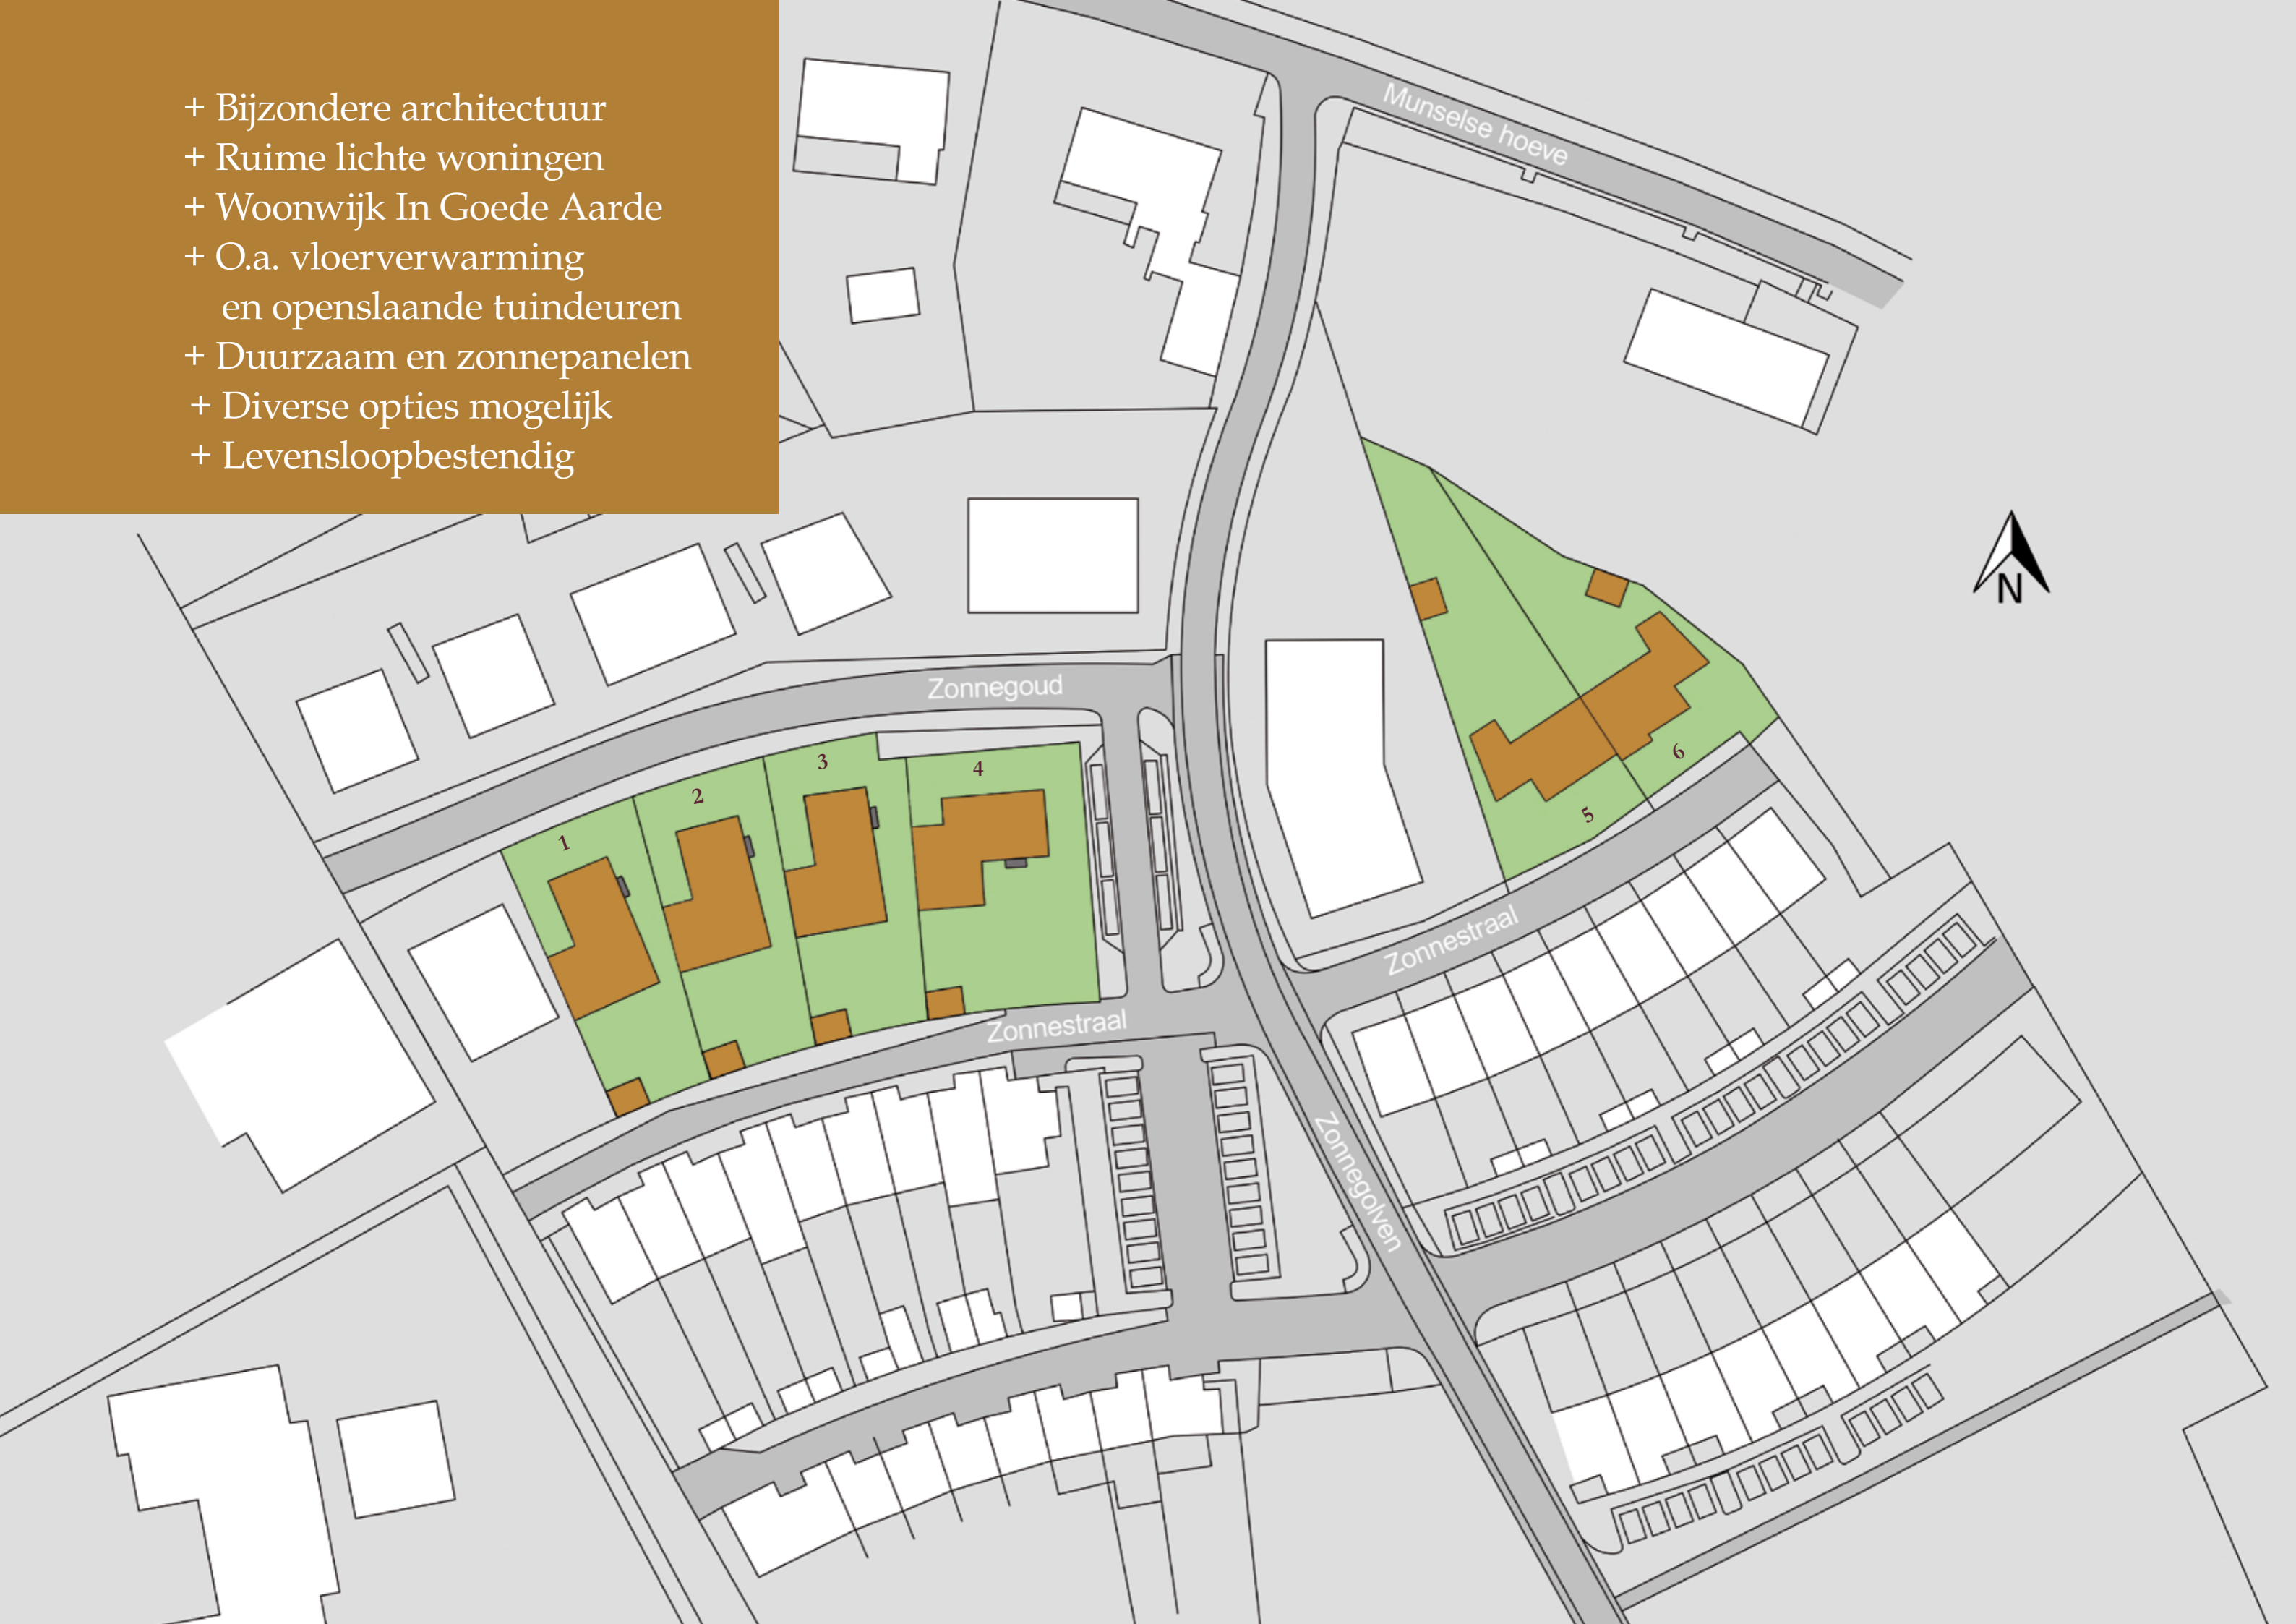 + Bijzondere architectuur
+ Ruime lichte woningen
+ Woonwijk In Goede Aarde
+ O.a. vloerverwarming
en openslaande tuindeuren
+ Duurzaam en zonnepanelen
+ Diverse opties mogelijk
+ Levensloopbestendig
Munselse hoeve
N
Zonnegoud
1
2
3
4
5
6
Zonnestraal
Zonnestraal
Zonnegolven